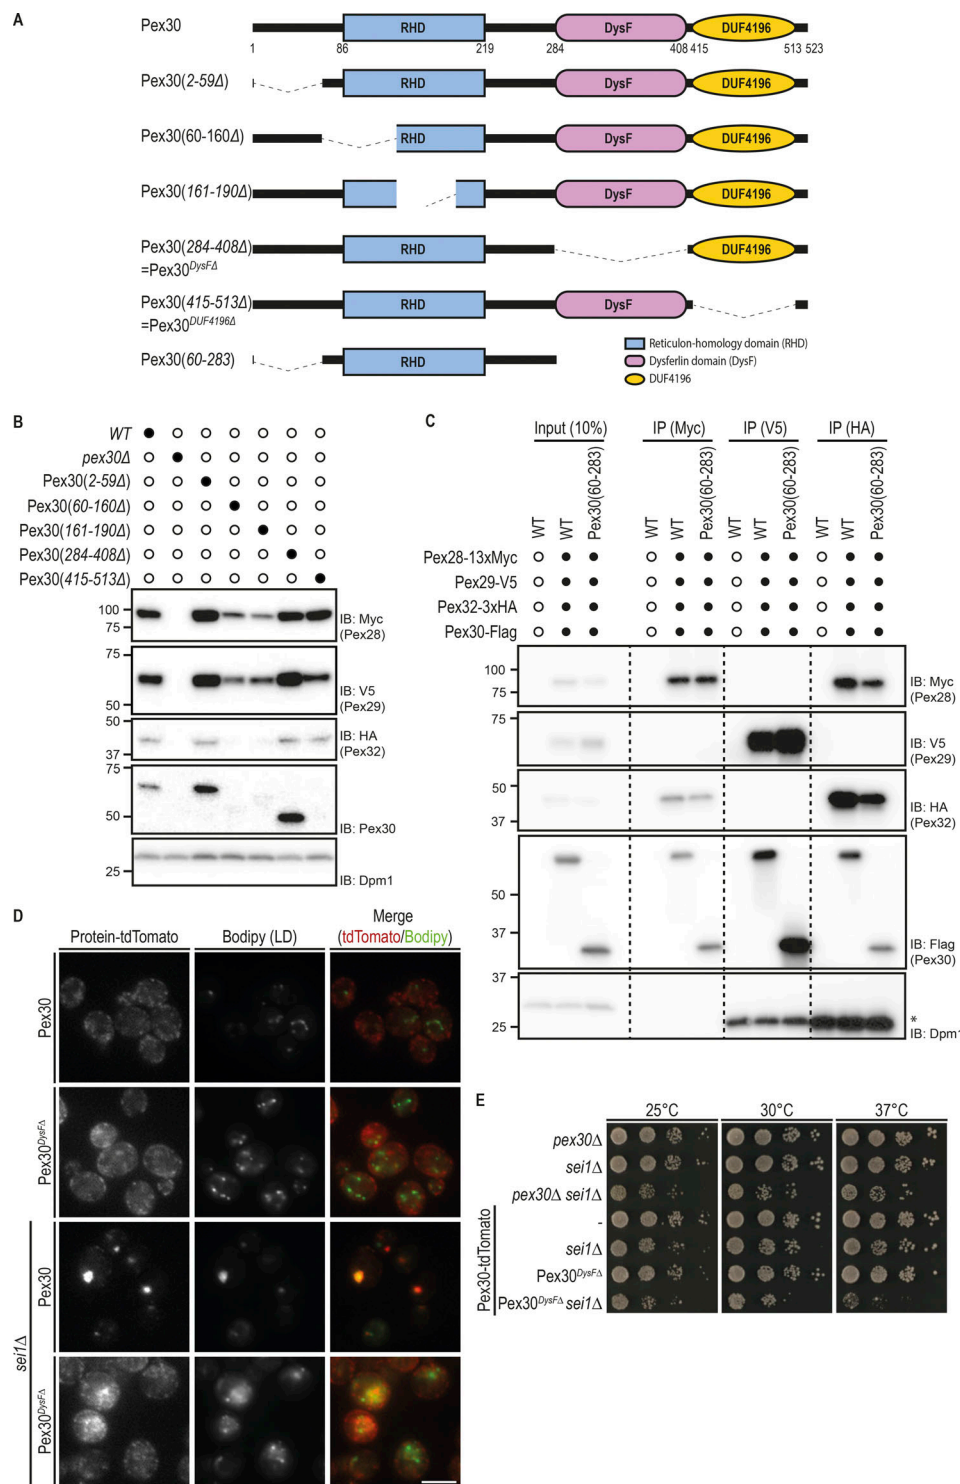 A
Pex30
RHD
DysF
DUF4196
1
86
219
284
408
415
513
523
Pex30(2-59Δ)
RHD
DysF
DUF4196
Pex30(60-160Δ)
RHD
DysF
DUF4196
Pex30(161-190Δ)
DysF
DUF4196
Pex30(284-408Δ)
=Pex30DysFΔ
RHD
DUF4196
Pex30(415-513Δ)
=Pex30DUF4196Δ
RHD
DysF
Pex30(60-283)
RHD
Reticulon-homology domain (RHD)
Dysferlin domain (DysF)
DUF4196
B
WT
pex30Δ
Pex30(2-59Δ)
Pex30(60-160Δ)
Pex30(161-190Δ)
Pex30(284-408Δ)
Pex30(415-513Δ)
100
75
IB: Myc
(Pex28)
75
50
IB: V5
(Pex29)
50
37
IB: HA
(Pex32)
75
50
IB: Pex30
25
IB: Dpm1
C
Input (10%)
IP (Myc)
IP (V5)
IP (HA)
WT
WT
Pex30(60-283)
WT
WT
Pex30(60-283)
WT
WT
Pex30(60-283)
WT
WT
Pex30(60-283)
Pex28-13xMyc
Pex29-V5
Pex32-3xHA
Pex30-Flag
100
75
IB: Myc
(Pex28)
75
50
IB: V5
(Pex29)
50
37
IB: HA
(Pex32)
50
37
IB: Flag
(Pex30)
37
25
*
IB: Dpm1
D
Protein-tdTomato
Bodipy (LD)
Merge
(tdTomato/Bodipy)
Pex30
Pex30DysFΔ
sei1Δ
Pex30
Pex30DysFΔ
E
25°C
30°C
37°C
pex30Δ
sei1Δ
pex30Δ sei1Δ
Pex30-tdTomato
-
sei1Δ
Pex30DysFΔ
Pex30DysFΔ sei1Δ